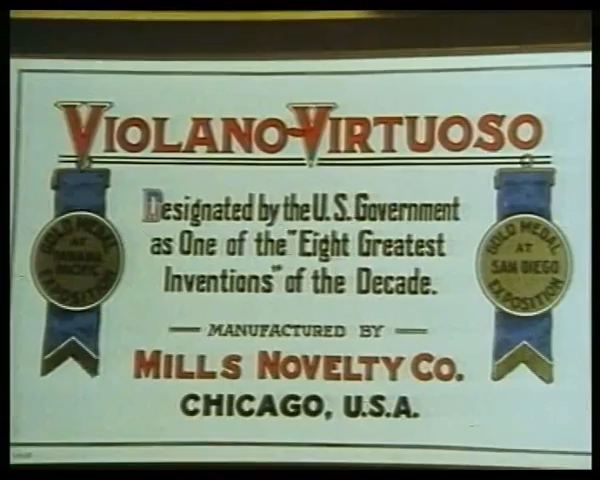 VIOLANO-VIRTUOSO
Designated by the U.S. Government
as One of the "Eight Greatest
Inventions" of the Decade.
MANUFACTURED BY
MILLS NOVELTY CO.
CHICAGO, U.S.A.
GOLD MEDAL
AT
PANAMA
PACIFIC
EXPOSITION
GOLD MEDAL
AT
SAN DIEGO
EXPOSITION